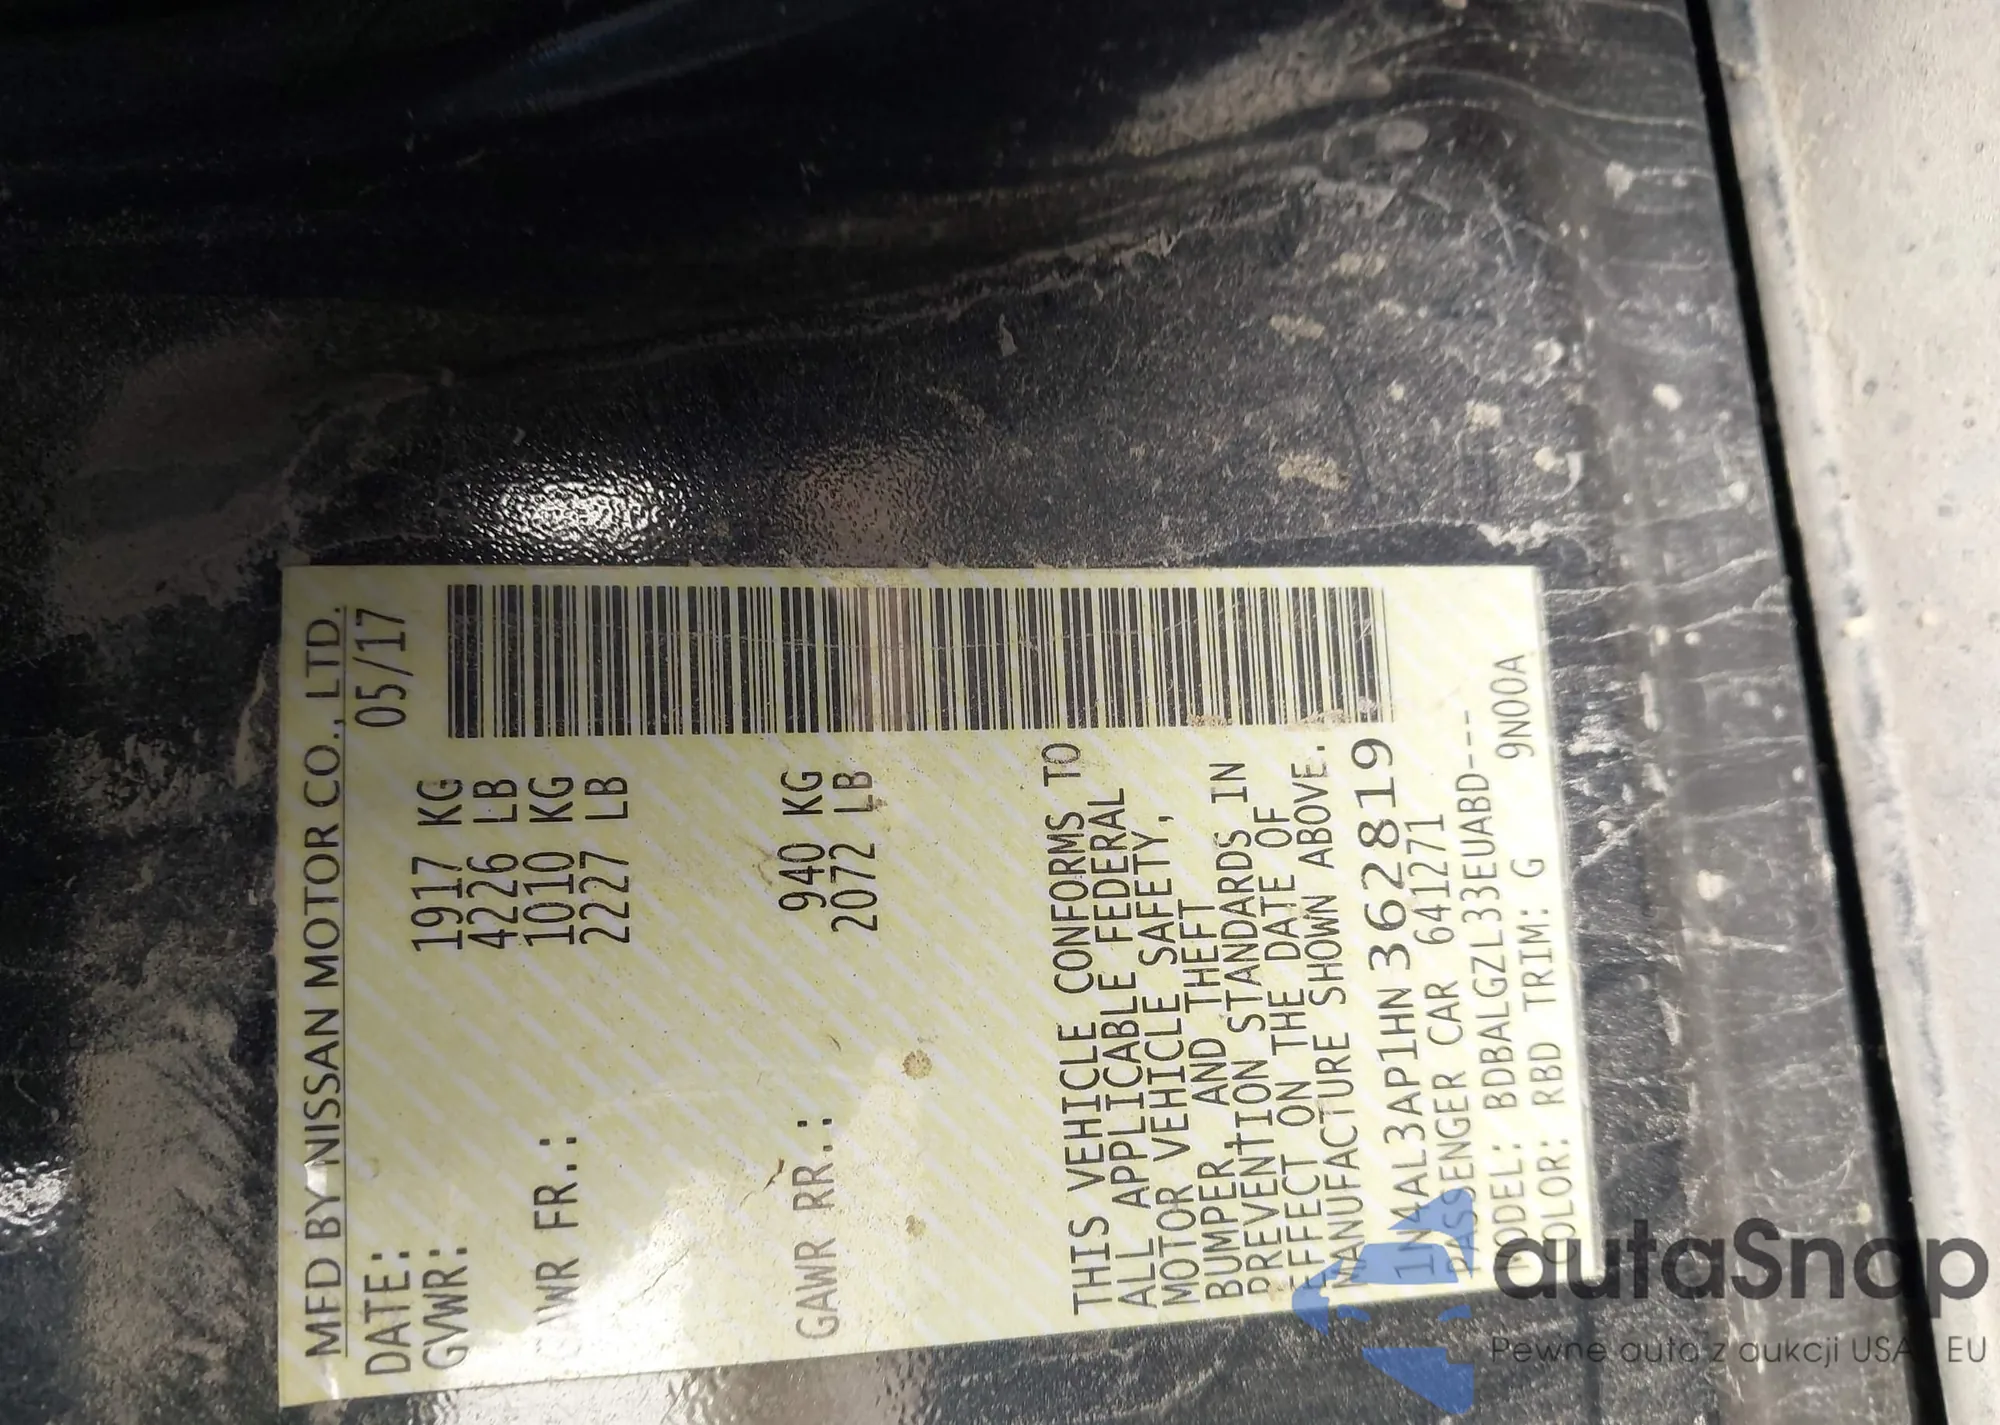 MFD BY NISSAN MOTOR CO., LTD.
DATE: 05/17
GVWR: 1917 KG
4226 LB
GAWR FR.: 1010 KG
2227 LB
GAWR RR.: 940 KG
2072 LB
THIS VEHICLE CONFORMS TO
ALL APPLICABLE FEDERAL
MOTOR VEHICLE SAFETY,
BUMPER AND THEFT
PREVENTION STANDARDS IN
EFFECT ON THE DATE OF
MANUFACTURE SHOWN ABOVE.
1N4AL3AP1HN362819
PASSENGER CAR 641271
MODEL: BDBALGZL33EUABD---
COLOR: RBD TRIM: G 9N00A
autaSnap
Pewne auta z aukcji USA EU